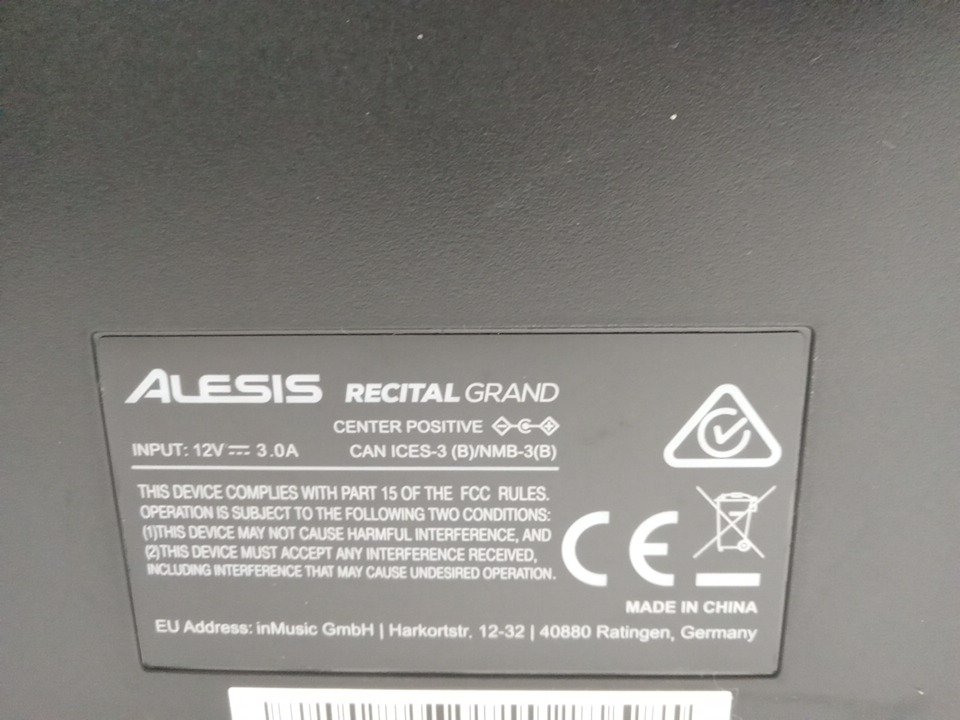 ALESIS RECITAL GRAND
CENTER POSITIVE
INPUT: 12V ⎓ 3.0A CAN ICES-3 (B)/NMB-3(B)
THIS DEVICE COMPLIES WITH PART 15 OF THE FCC RULES.
OPERATION IS SUBJECT TO THE FOLLOWING TWO CONDITIONS:
(1)THIS DEVICE MAY NOT CAUSE HARMFUL INTERFERENCE, AND
(2)THIS DEVICE MUST ACCEPT ANY INTERFERENCE RECEIVED,
INCLUDING INTERFERENCE THAT MAY CAUSE UNDESIRED OPERATION.
CE
MADE IN CHINA
EU Address: inMusic GmbH | Harkortstr. 12-32 | 40880 Ratingen, Germany